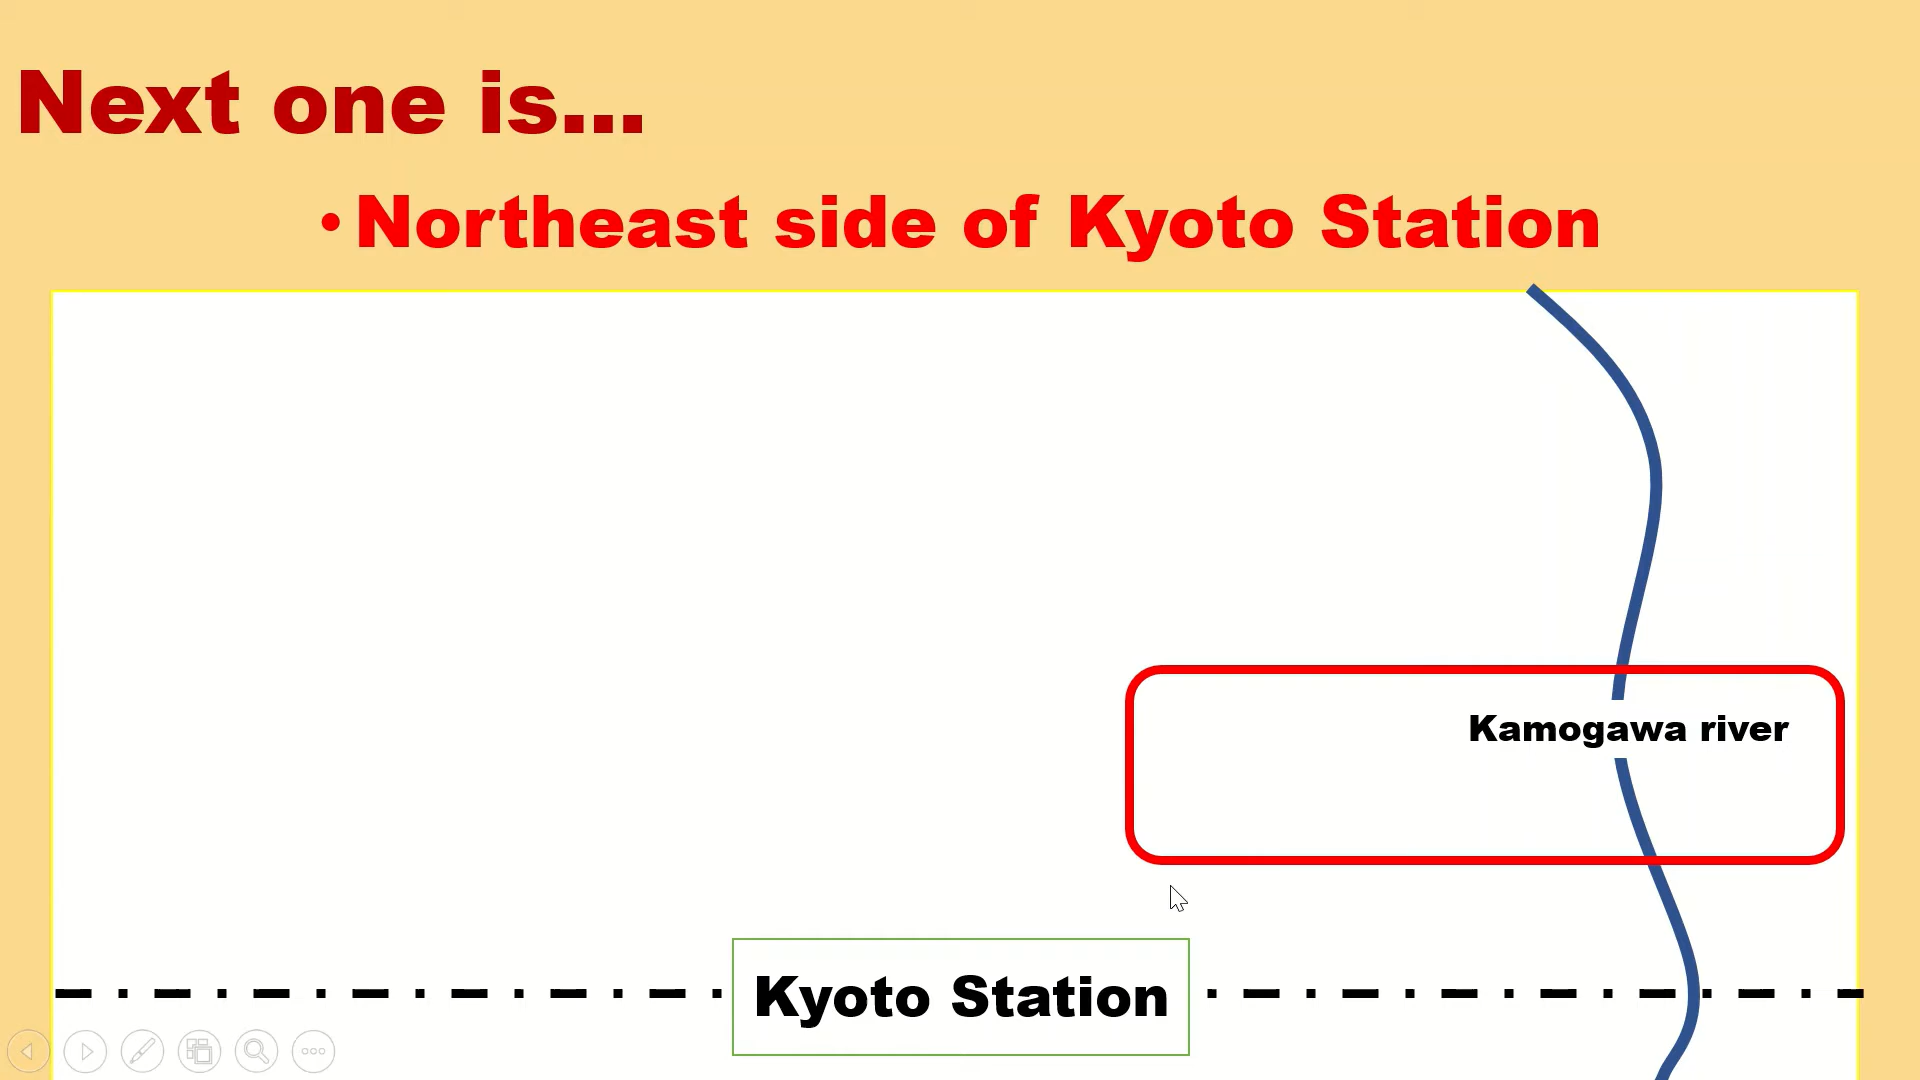 Next one is...
• Northeast side of Kyoto Station
Kamogawa river
Kyoto Station